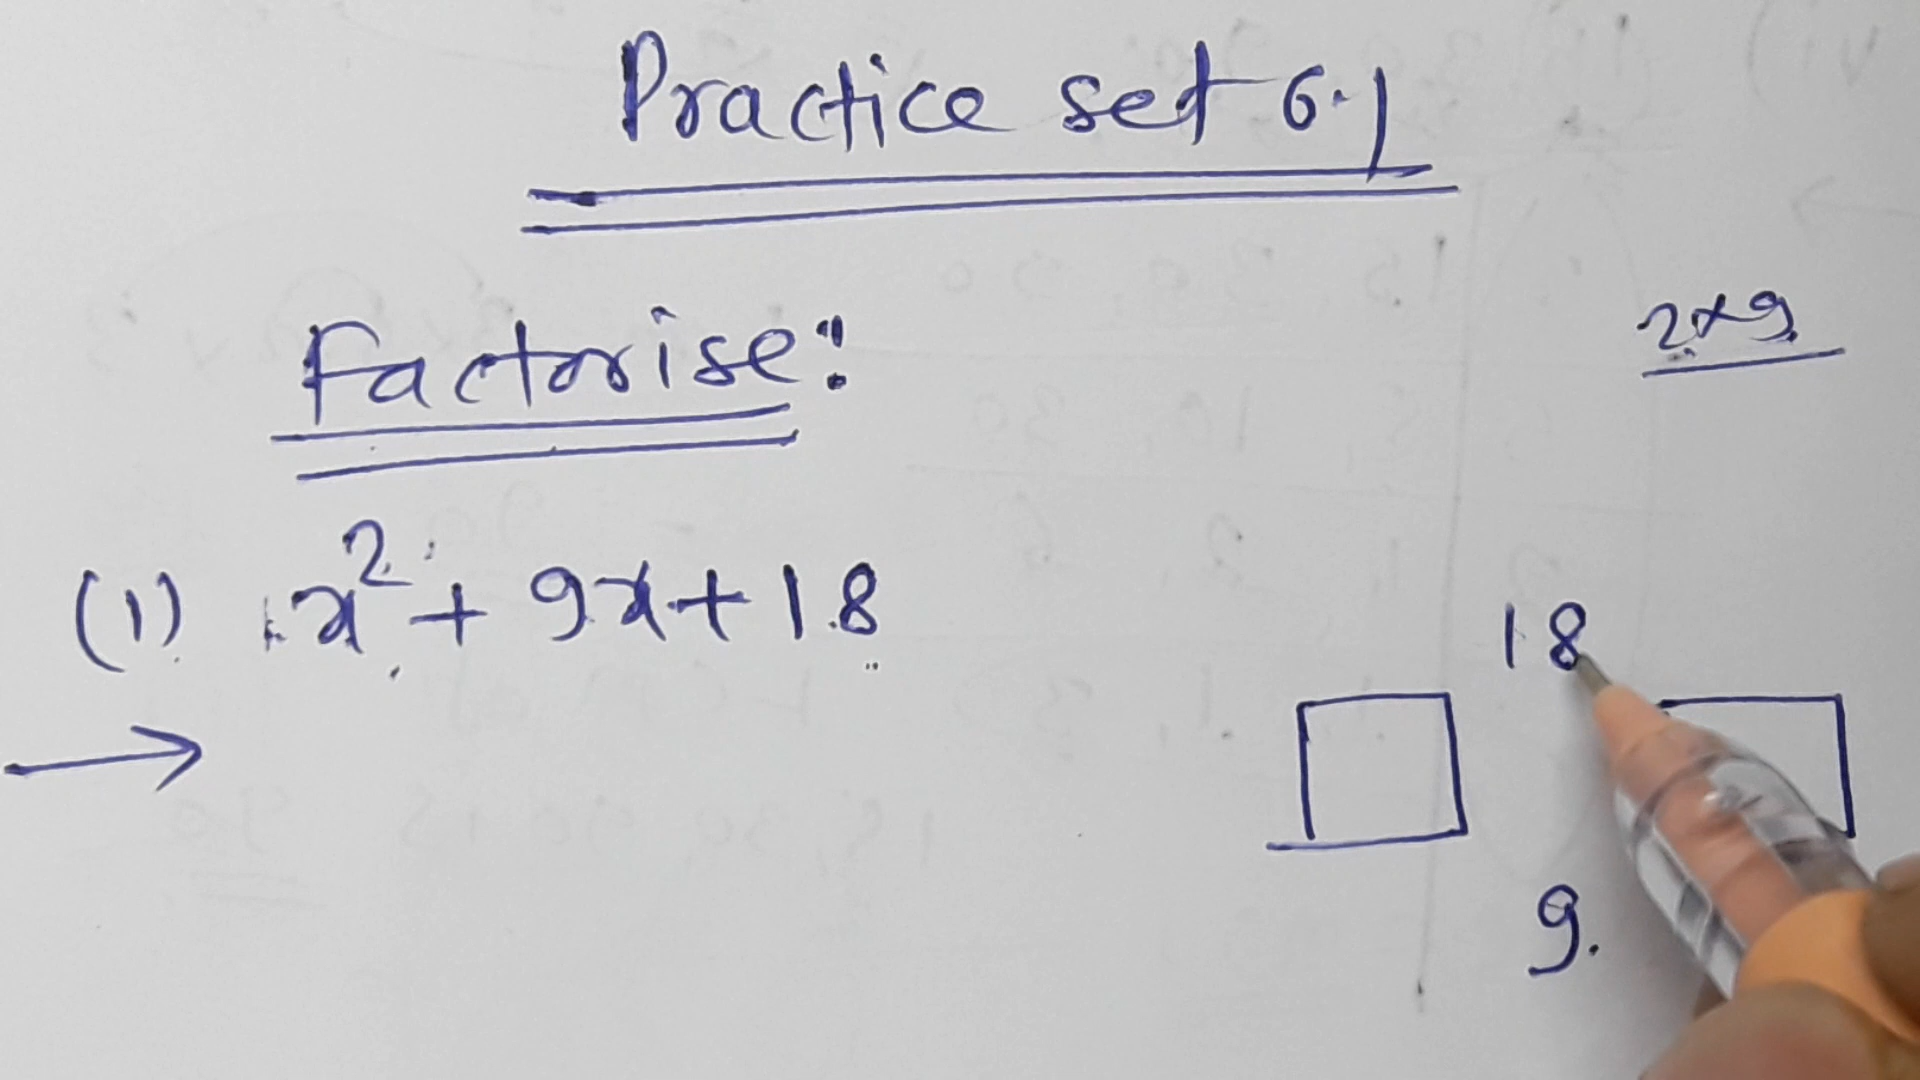 Practice set 6.1
Factorise:
2×9
(1) x² + 9x + 18
18
9.